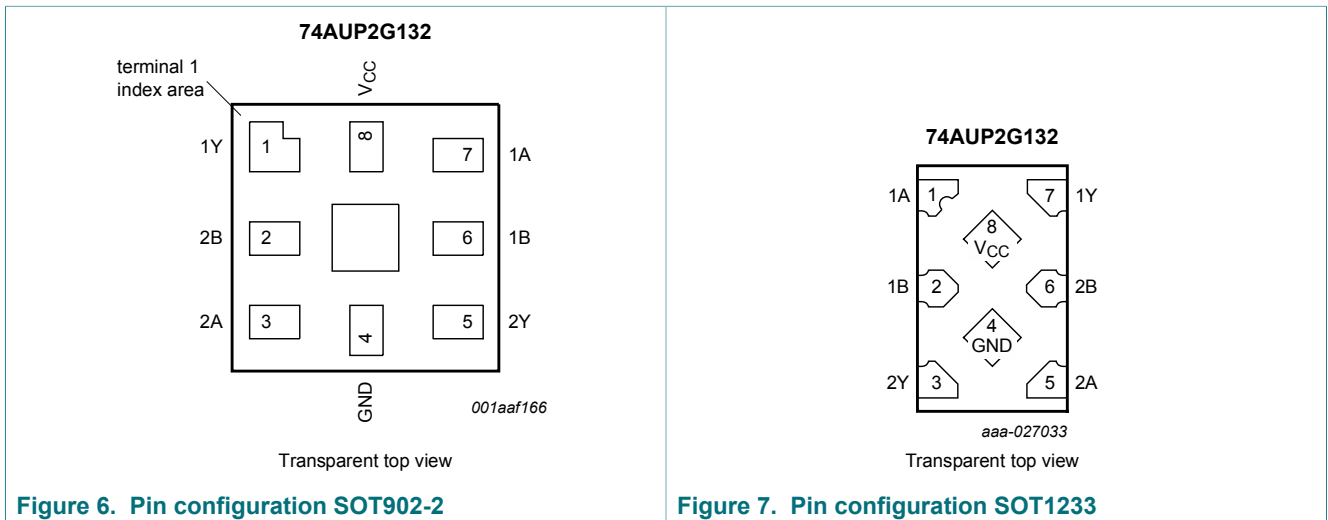 74AUP2G132
terminal 1
index area
VCC
1Y 1 8 7 1A
2B 2 6 1B
2A 3 4 5 2Y
GND
001aaf166
Transparent top view
Figure 6. Pin configuration SOT902-2
74AUP2G132
1A 1 7 1Y
8
VCC
1B 2 6 2B
4
GND
2Y 3 5 2A
aaa-027033
Transparent top view
Figure 7. Pin configuration SOT1233